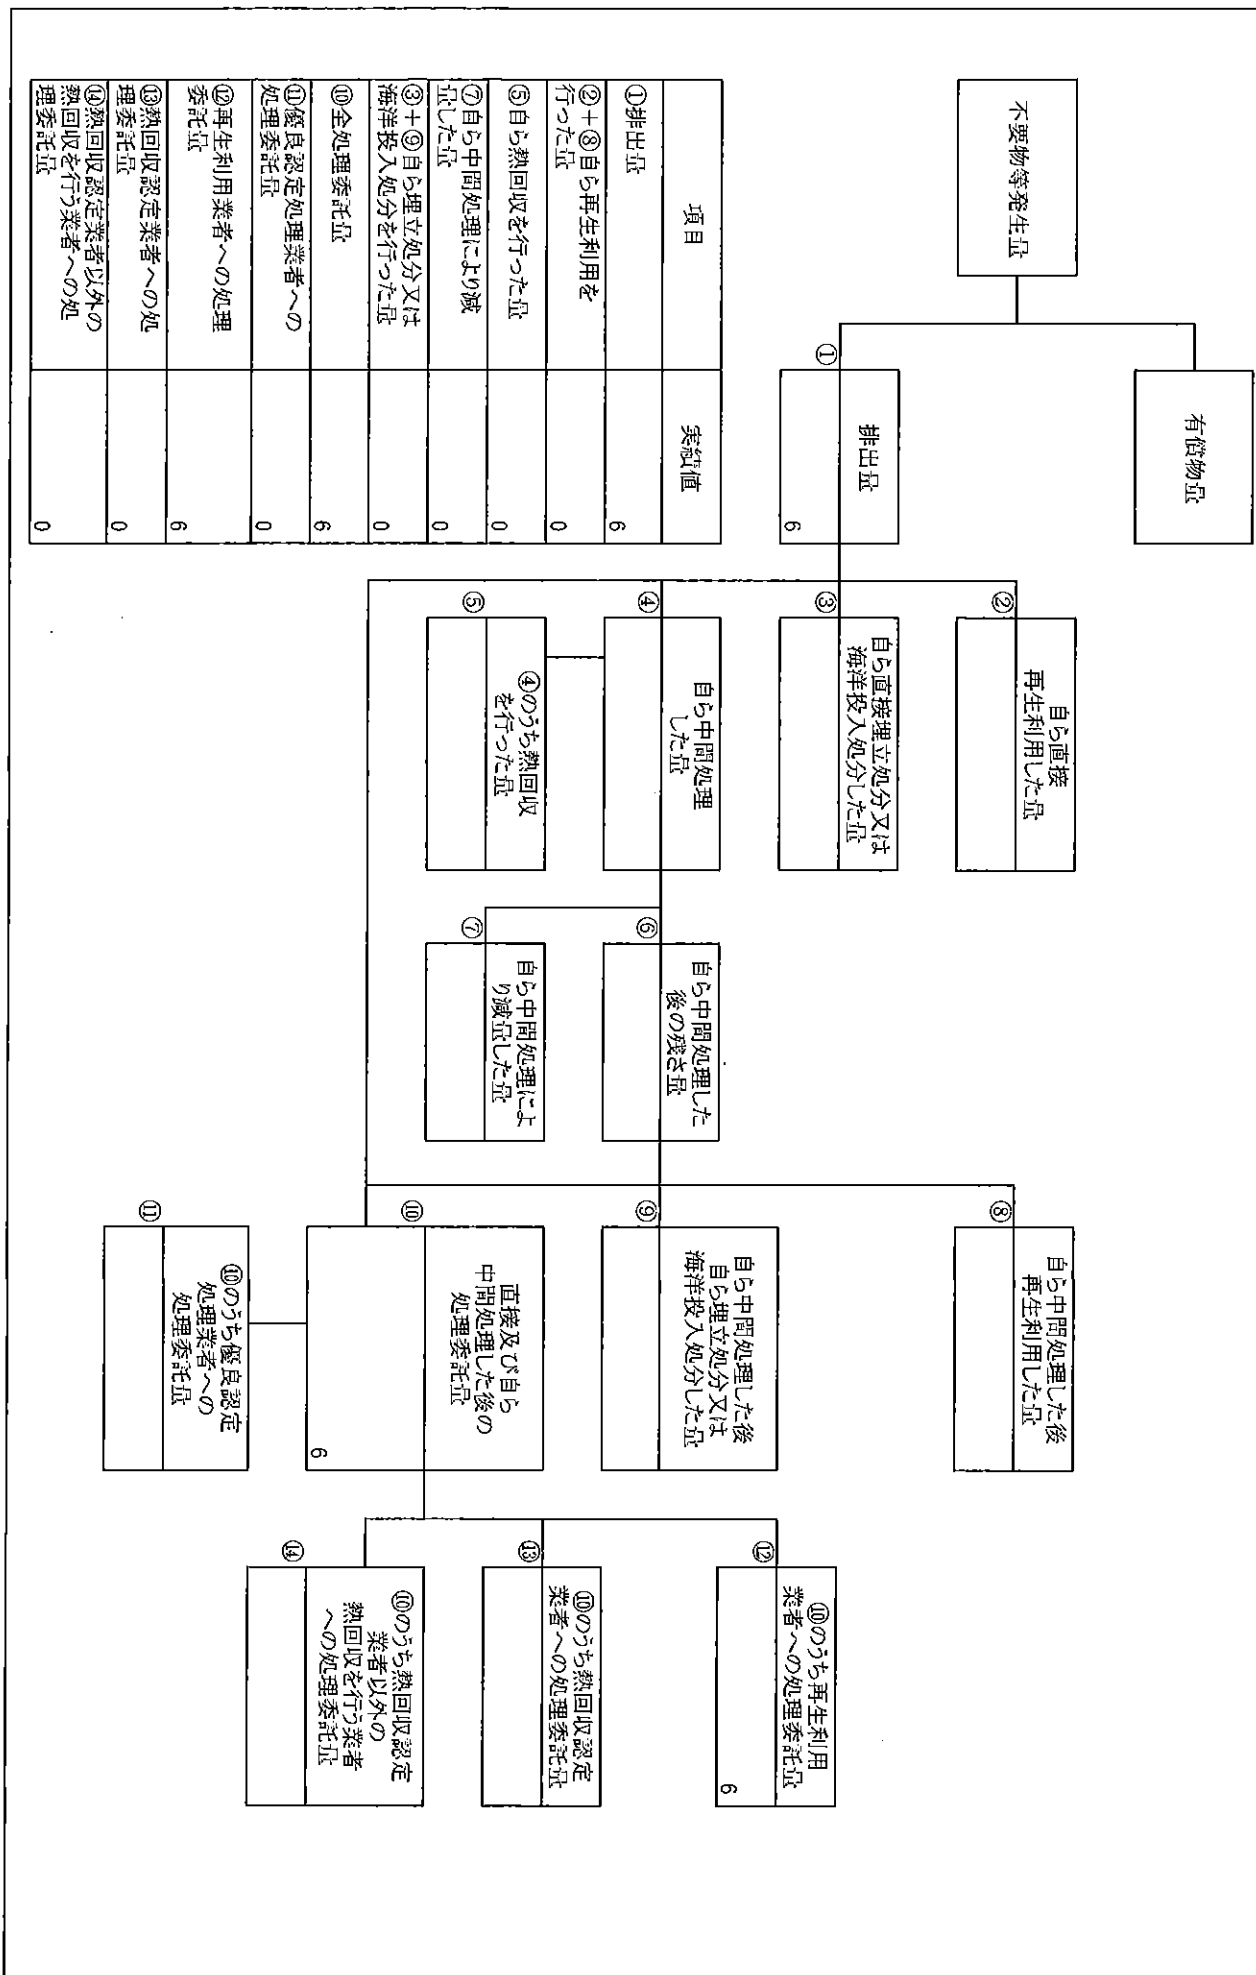 不要物等発生量
有償物量
①
排出量
6
②
自ら直接
再生利用した量
③
自ら直接埋立処分又は
海洋投入処分した量
④
自ら中間処理
した量
⑤
④のうち熱回収
を行った量
⑥
自ら中間処理した
後の残さ量
⑦
自ら中間処理によ
り減量した量
⑧
自ら中間処理した後
再生利用した量
⑨
自ら中間処理した後
自ら埋立処分又は
海洋投入処分した量
⑩
直接及び自ら
中間処理した後の
処理委託量
6
⑪
⑩のうち優良認定
処理業者への
処理委託量
⑫
⑩のうち再生利用
業者への処理委託量
6
⑬
⑩のうち熱回収認定
業者への処理委託量
⑭
⑩のうち熱回収認定
業者以外の
熱回収を行う業者
への処理委託量
項目
実績値
①排出量
6
②+⑧自ら再生利用を
行った量
0
⑤自ら熱回収を行った量
0
⑦自ら中間処理により減
量した量
0
③+⑨自ら埋立処分又は
海洋投入処分を行った量
0
⑩全処理委託量
6
⑪優良認定処理業者への
処理委託量
0
⑫再生利用業者への処理
委託量
6
⑬熱回収認定業者への処
理委託量
0
⑭熱回収認定業者以外の
熱回収を行う業者への処
理委託量
0